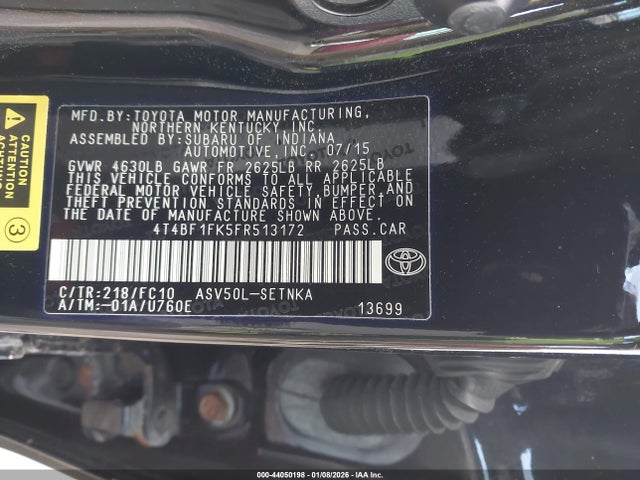 MFD.BY:TOYOTA MOTOR MANUFACTURING,
NORTHERN KENTUCKY INC.
ASSEMBLED BY:SUBARU OF INDIANA
AUTOMOTIVE,INC. 07/15
GVWR 4630LB GAWR FR 2625LB RR 2625LB
THIS VEHICLE CONFORMS TO ALL APPLICABLE
FEDERAL MOTOR VEHICLE SAFETY,BUMPER,AND
THEFT PREVENTION STANDARDS IN EFFECT ON
THE DATE OF MANUFACTURE SHOWN ABOVE.
4T4BF1FK5FR513172 PASS.CAR
C/TR:218/FC10 ASV50L-SETNKA
A/TM:-01A/U760E 13699
TOYOTA
CAUTION
ATTENTION
3
000-44050198 - 01/08/2026 - IAA Inc.